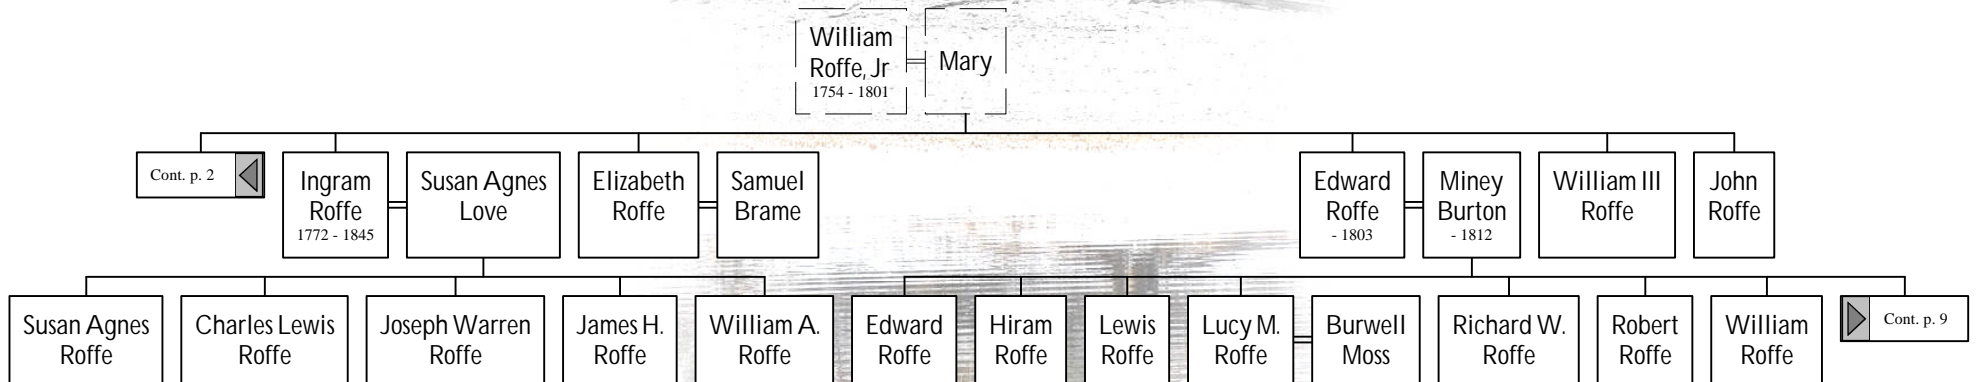 William
Roffe, Jr
1754 - 1801
Mary
Cont. p. 2
Ingram
Roffe
1772 - 1845
Susan Agnes
Love
Elizabeth
Roffe
Samuel
Brame
Edward
Roffe
- 1803
Miney
Burton
- 1812
William III
Roffe
John
Roffe
Susan Agnes
Roffe
Charles Lewis
Roffe
Joseph Warren
Roffe
James H.
Roffe
William A.
Roffe
Edward
Roffe
Hiram
Roffe
Lewis
Roffe
Lucy M.
Roffe
Burwell
Moss
Richard W.
Roffe
Robert
Roffe
William
Roffe
Cont. p. 9